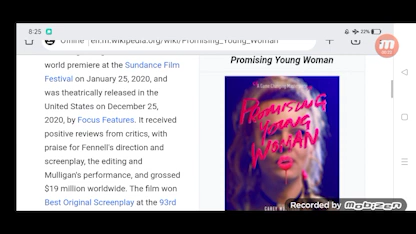 8:25
22%
Offline en.m.wikipedia.org/wiki/Promising_Young_Woman
world premiere at the Sundance Film
Festival on January 25, 2020, and
was theatrically released in the
United States on December 25,
2020, by Focus Features. It received
positive reviews from critics, with
praise for Fennell's direction and
screenplay, the editing and
Mulligan's performance, and grossed
$19 million worldwide. The film won
Best Original Screenplay at the 93rd
Promising Young Woman
PROMISING
YOUNG
WOMAN
CAREY
Recorded by mobizen